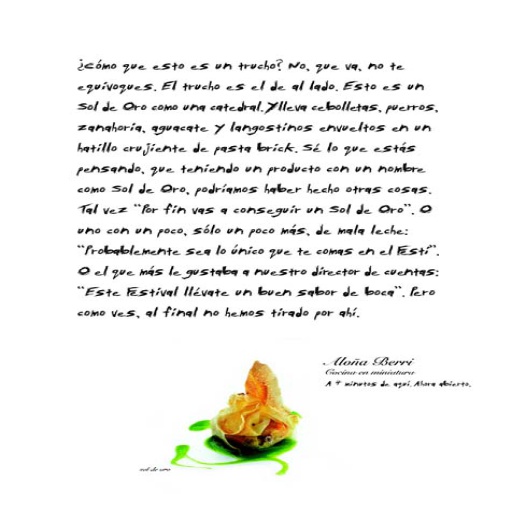 ¿cómo que esto es un trucho? No, que va, no te
equivoques. El trucho es el de al lado. Esto es un
Sol de Oro como una catedral. Y lleva cebolletas, puerros,
zanahoria, aguacate y langostinos envueltos en un
hatillo crujiente de pasta brick. Sé lo que estás
pensando, que teniendo un producto con un nombre
como Sol de Oro, podríamos haber hecho otras cosas.
Tal vez "Por fin vas a conseguir un Sol de Oro". O
uno con un poco, sólo un poco más, de mala leche:
"Probablemente sea lo único que te comas en el Festi".
O el que más le gustaba a nuestro director de cuentas:
"Este Festival llévate un buen sabor de boca". Pero
como ves, al final no hemos tirado por ahí.
Aloña Berri
Cocina en miniatura
A 4 minutos de aquí. Ahora abierto.
sol de oro